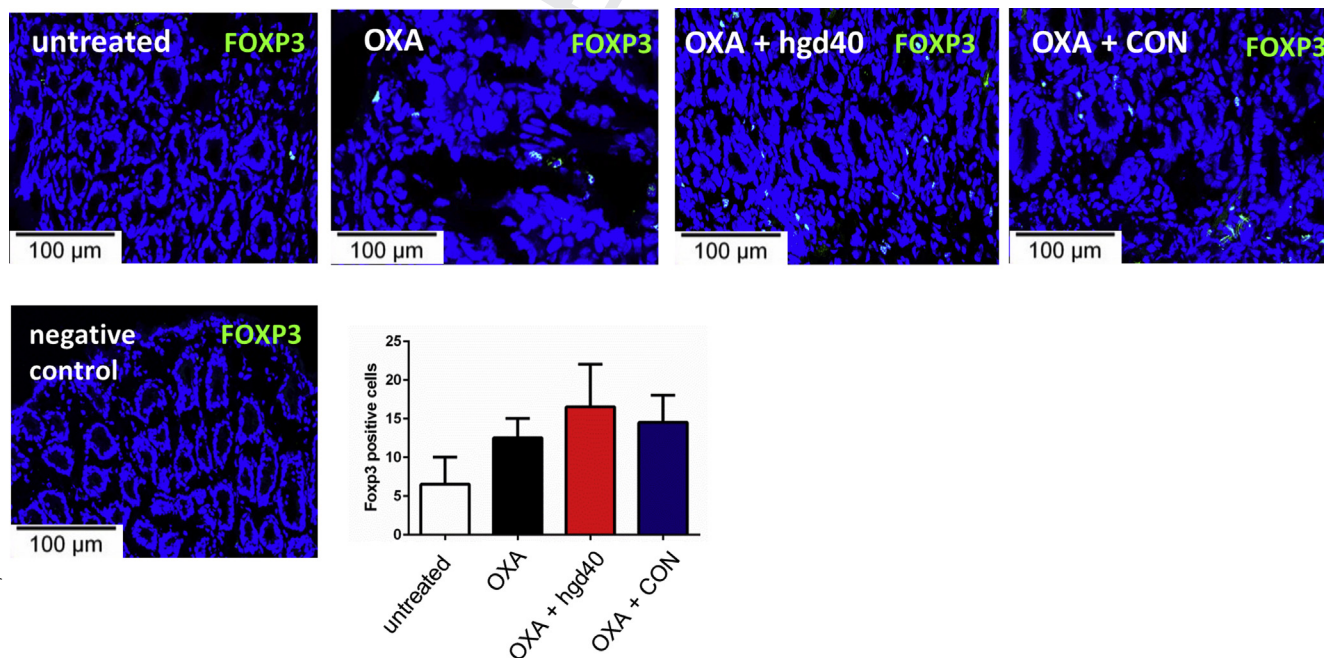 untreated FOXP3
OXA FOXP3
OXA + hgd40 FOXP3
OXA + CON FOXP3
100 µm
100 µm
100 µm
100 µm
negative FOXP3
control
100 µm
Foxp3 positive cells
25
20
15
10
5
0
untreated
OXA
OXA + hgd40
OXA + CON